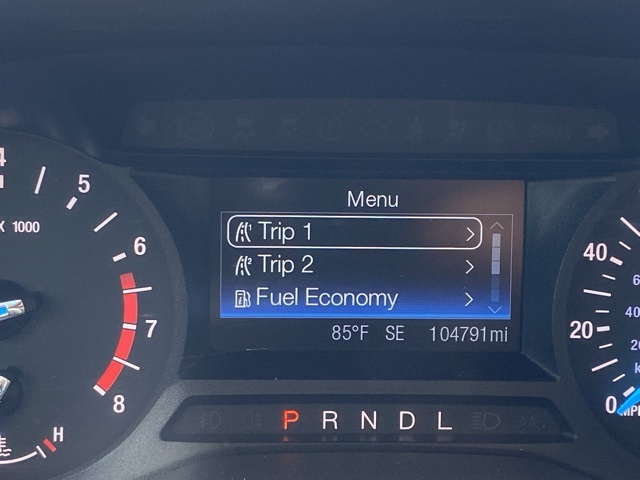 Menu
Trip 1
Trip 2
Fuel Economy
85°F SE 104791mi
P R N D L
4
5
6
7
8
X 1000
H
40
20
0
MPH